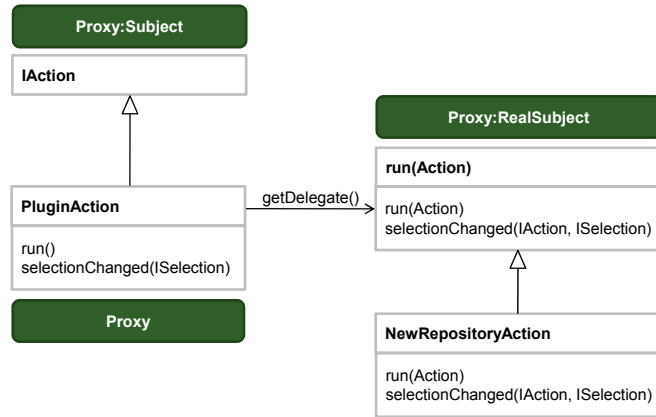 Proxy:Subject
IAction
Proxy:RealSubject
run(Action)
getDelegate()
PluginAction
run(Action)
selectionChanged(IAction, ISelection)
run()
selectionChanged(ISelection)
Proxy
NewRepositoryAction
run(Action)
selectionChanged(IAction, ISelection)